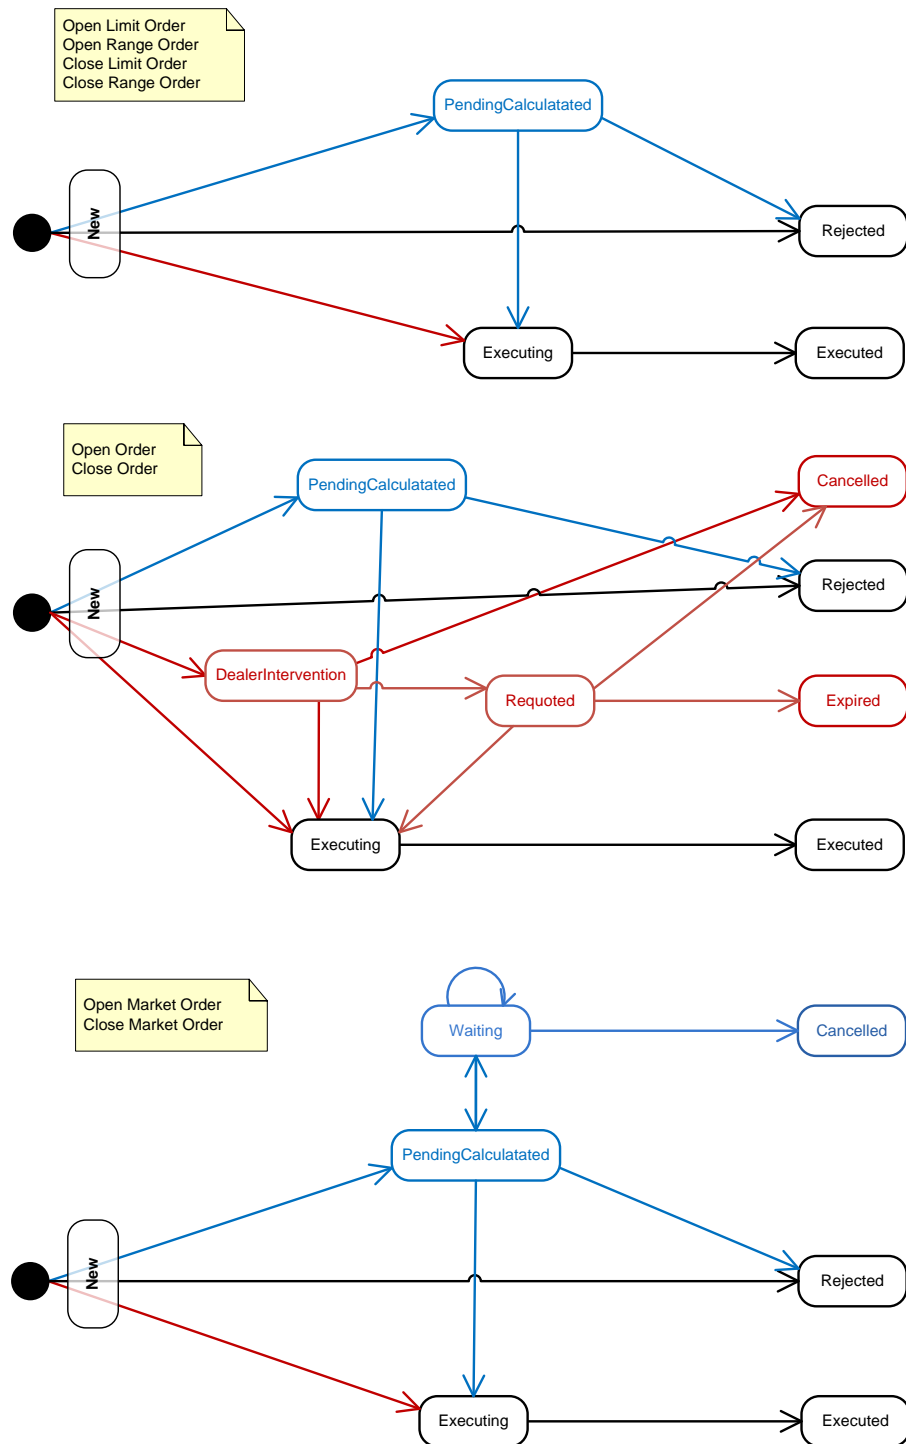 Open Limit Order
Open Range Order
Close Limit Order
Close Range Order
PendingCalculatated
New
Rejected
Executing
Executed
Open Order
Close Order
PendingCalculatated
Cancelled
New
Rejected
DealerIntervention
Requoted
Expired
Executing
Executed
Open Market Order
Close Market Order
Waiting
Cancelled
PendingCalculatated
New
Rejected
Executing
Executed